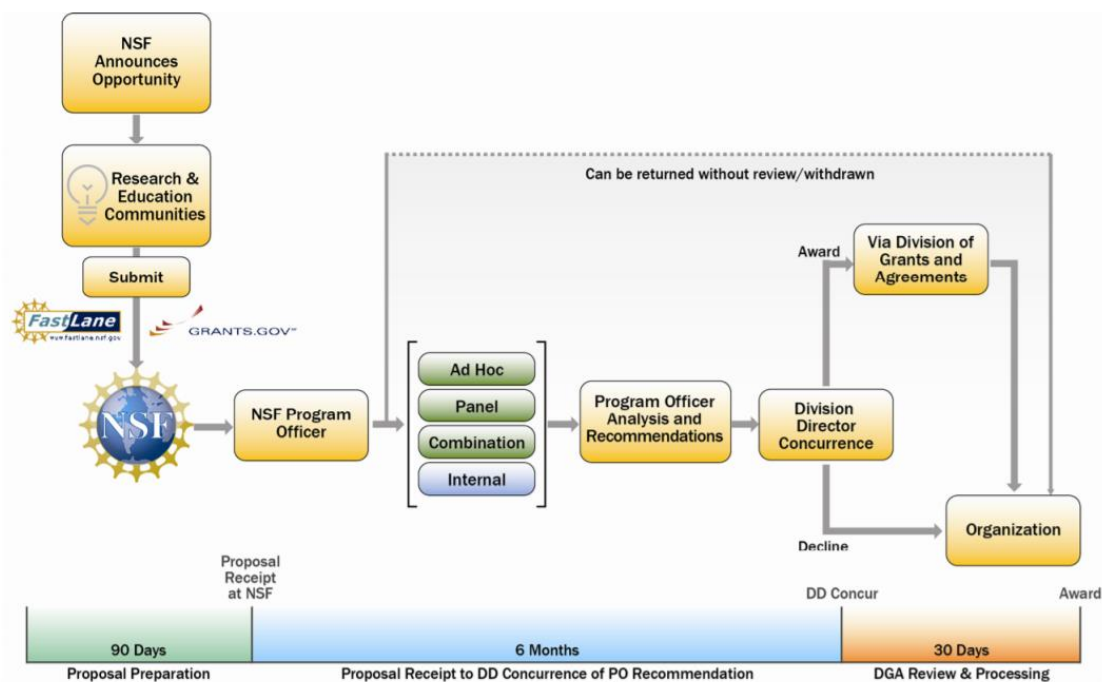 NSF
Announces
Opportunity
Research &
Education
Communities
Submit
FastLane
www.fastlane.nsf.gov
GRANTS.GOV℠
NSF
NSF Program
Officer
Can be returned without review/withdrawn
Ad Hoc
Panel
Combination
Internal
Program Officer
Analysis and
Recommendations
Division
Director
Concurrence
Award
Via Division of
Grants and
Agreements
Decline
Organization
Proposal
Receipt
at NSF
DD Concur
Award
90 Days
6 Months
30 Days
Proposal Preparation
Proposal Receipt to DD Concurrence of PO Recommendation
DGA Review & Processing